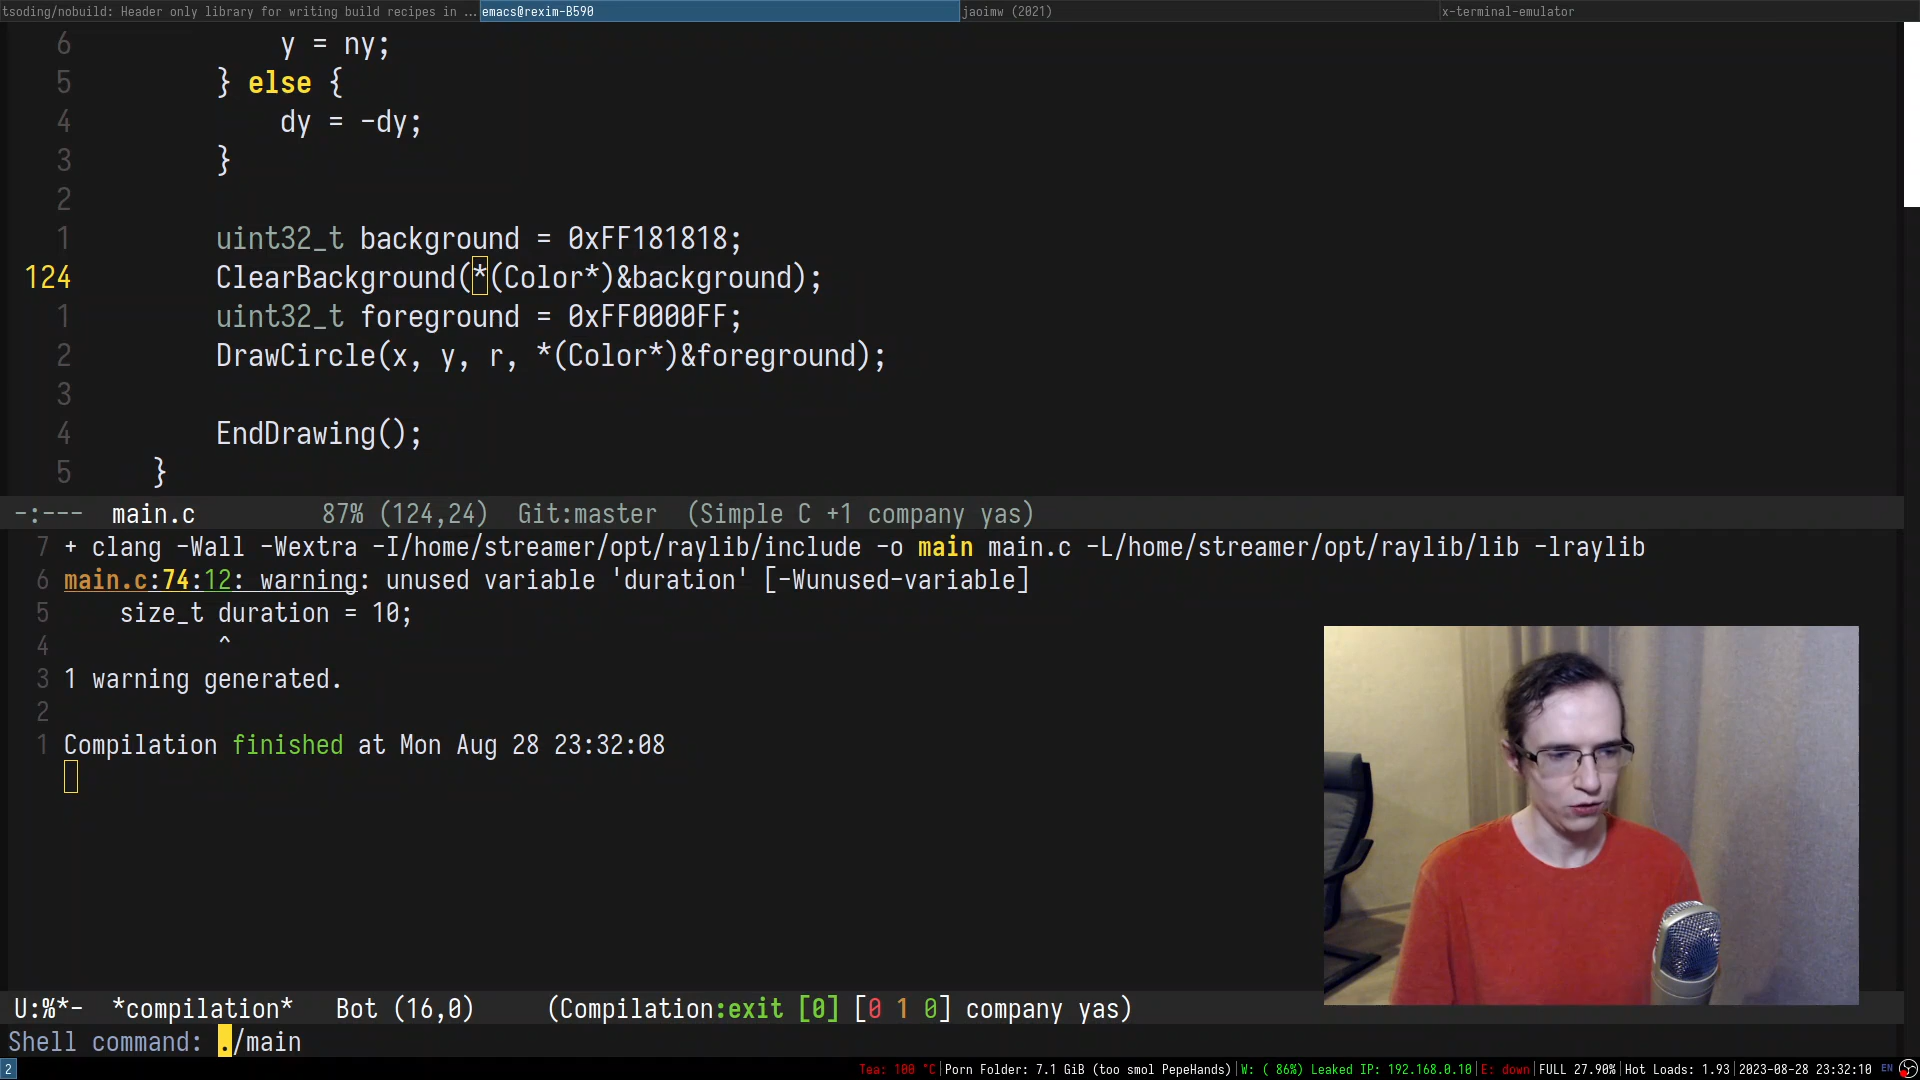 tsoding/nobuild: Header only library for writing build recipes in ... emacs@rexim-B590 jaoimw (2021) x-terminal-emulator
6 y = ny;
5 } else {
4 dy = -dy;
3 }
2
1 uint32_t background = 0xFF181818;
124 ClearBackground(*(Color*)&background);
1 uint32_t foreground = 0xFF0000FF;
2 DrawCircle(x, y, r, *(Color*)&foreground);
3
4 EndDrawing();
5 }
-:--- main.c 87% (124,24) Git:master (Simple C +1 company yas)
7 + clang -Wall -Wextra -I/home/streamer/opt/raylib/include -o main main.c -L/home/streamer/opt/raylib/lib -lraylib
6 main.c:74:12: warning: unused variable 'duration' [-Wunused-variable]
5 size_t duration = 10;
4 ^
3 1 warning generated.
2
1 Compilation finished at Mon Aug 28 23:32:08
U:%*- *compilation* Bot (16,0) (Compilation:exit [0] [0 1 0] company yas)
Shell command: ./main
2 Tea: 100 °C|Porn Folder: 7.1 GiB (too smol PepeHands)|W: ( 86%) Leaked IP: 192.168.0.10|E: down|FULL 27.90%|Hot Loads: 1.93|2023-08-28 23:32:10 EN